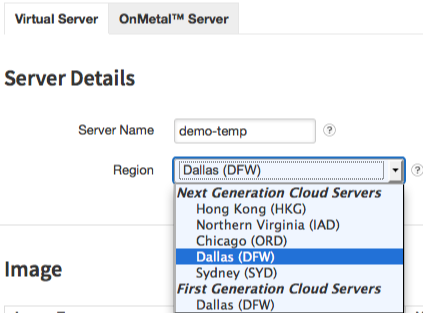 Virtual Server OnMetal™ Server
Server Details
Server Name demo-temp ?
Region Dallas (DFW) ?
Next Generation Cloud Servers
Hong Kong (HKG)
Northern Virginia (IAD)
Chicago (ORD)
Dallas (DFW)
Sydney (SYD)
First Generation Cloud Servers
Dallas (DFW)
Image